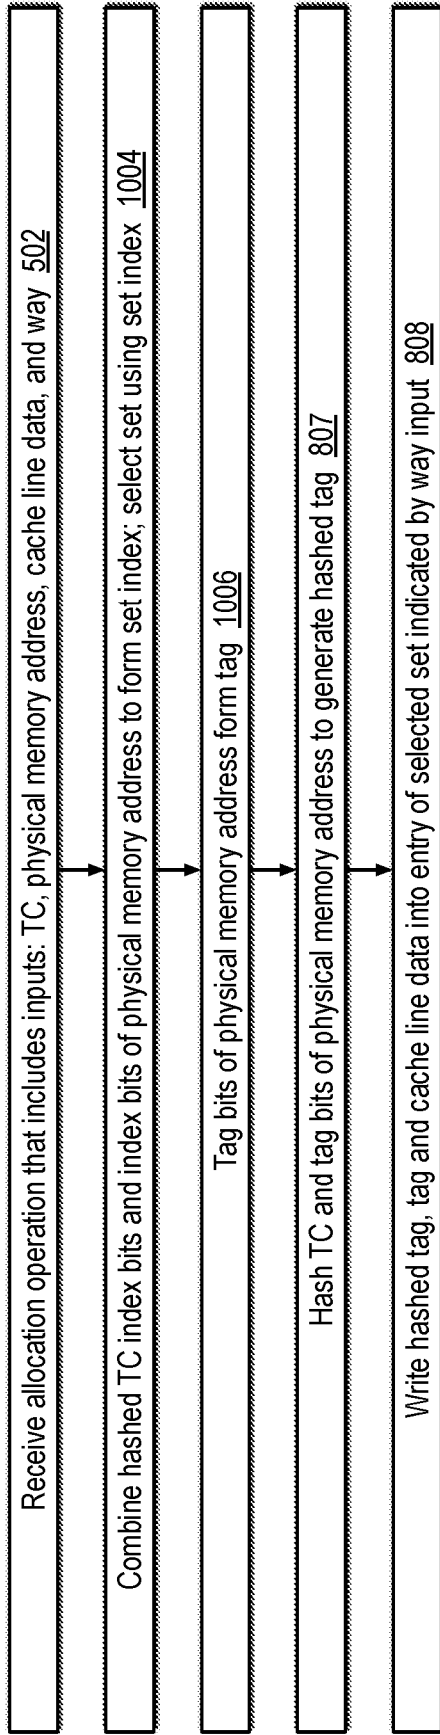 Receive allocation operation that includes inputs: TC, physical memory address, cache line data, and way 502
Combine hashed TC index bits and index bits of physical memory address to form set index; select set using set index 1004
Tag bits of physical memory address form tag 1006
Hash TC and tag bits of physical memory address to generate hashed tag 807
Write hashed tag, tag and cache line data into entry of selected set indicated by way input 808